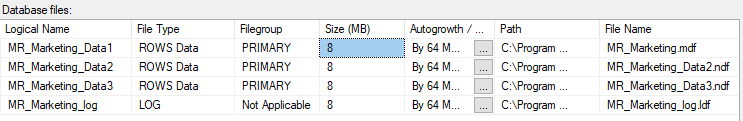 Database files:
Logical Name File Type Filegroup Size (MB) Autogrowth / ... Path File Name
MR_Marketing_Data1 ROWS Data PRIMARY 8 By 64 M... ... C:\Program ... MR_Marketing.mdf
MR_Marketing_Data2 ROWS Data PRIMARY 8 By 64 M... ... C:\Program ... MR_Marketing_Data2.ndf
MR_Marketing_Data3 ROWS Data PRIMARY 8 By 64 M... ... C:\Program ... MR_Marketing_Data3.ndf
MR_Marketing_log LOG Not Applicable 8 By 64 M... ... C:\Program ... MR_Marketing_log.ldf